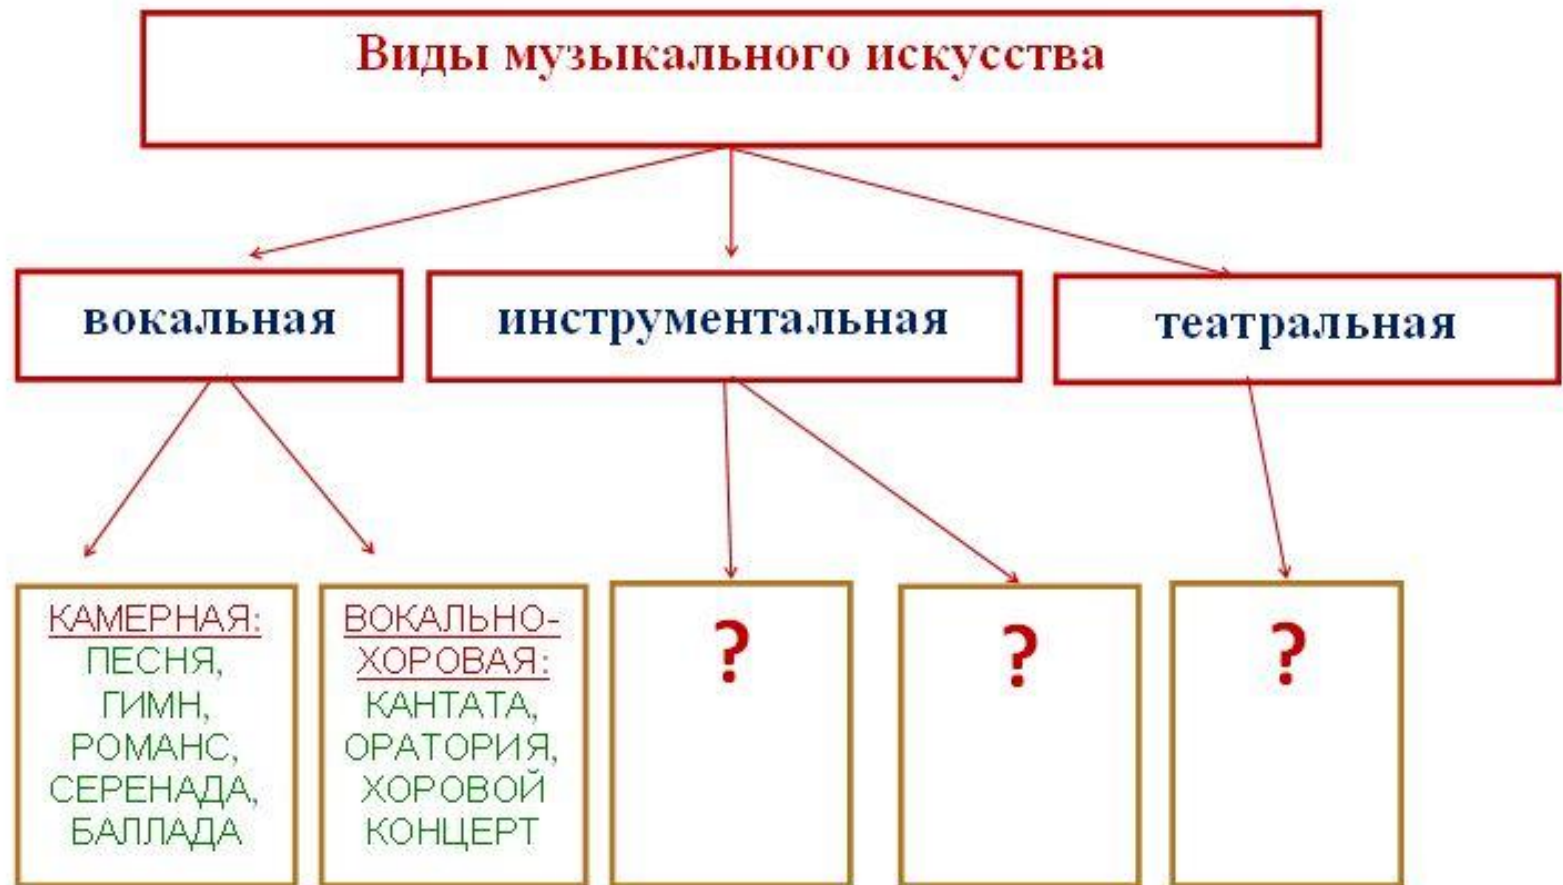 Виды музыкального искусства
вокальная
инструментальная
театральная
КАМЕРНАЯ:
ПЕСНЯ,
ГИМН,
РОМАНС,
СЕРЕНАДА,
БАЛЛАДА
ВОКАЛЬНО-
ХОРОВАЯ:
КАНТАТА,
ОРАТОРИЯ,
ХОРОВОЙ
КОНЦЕРТ
?
?
?